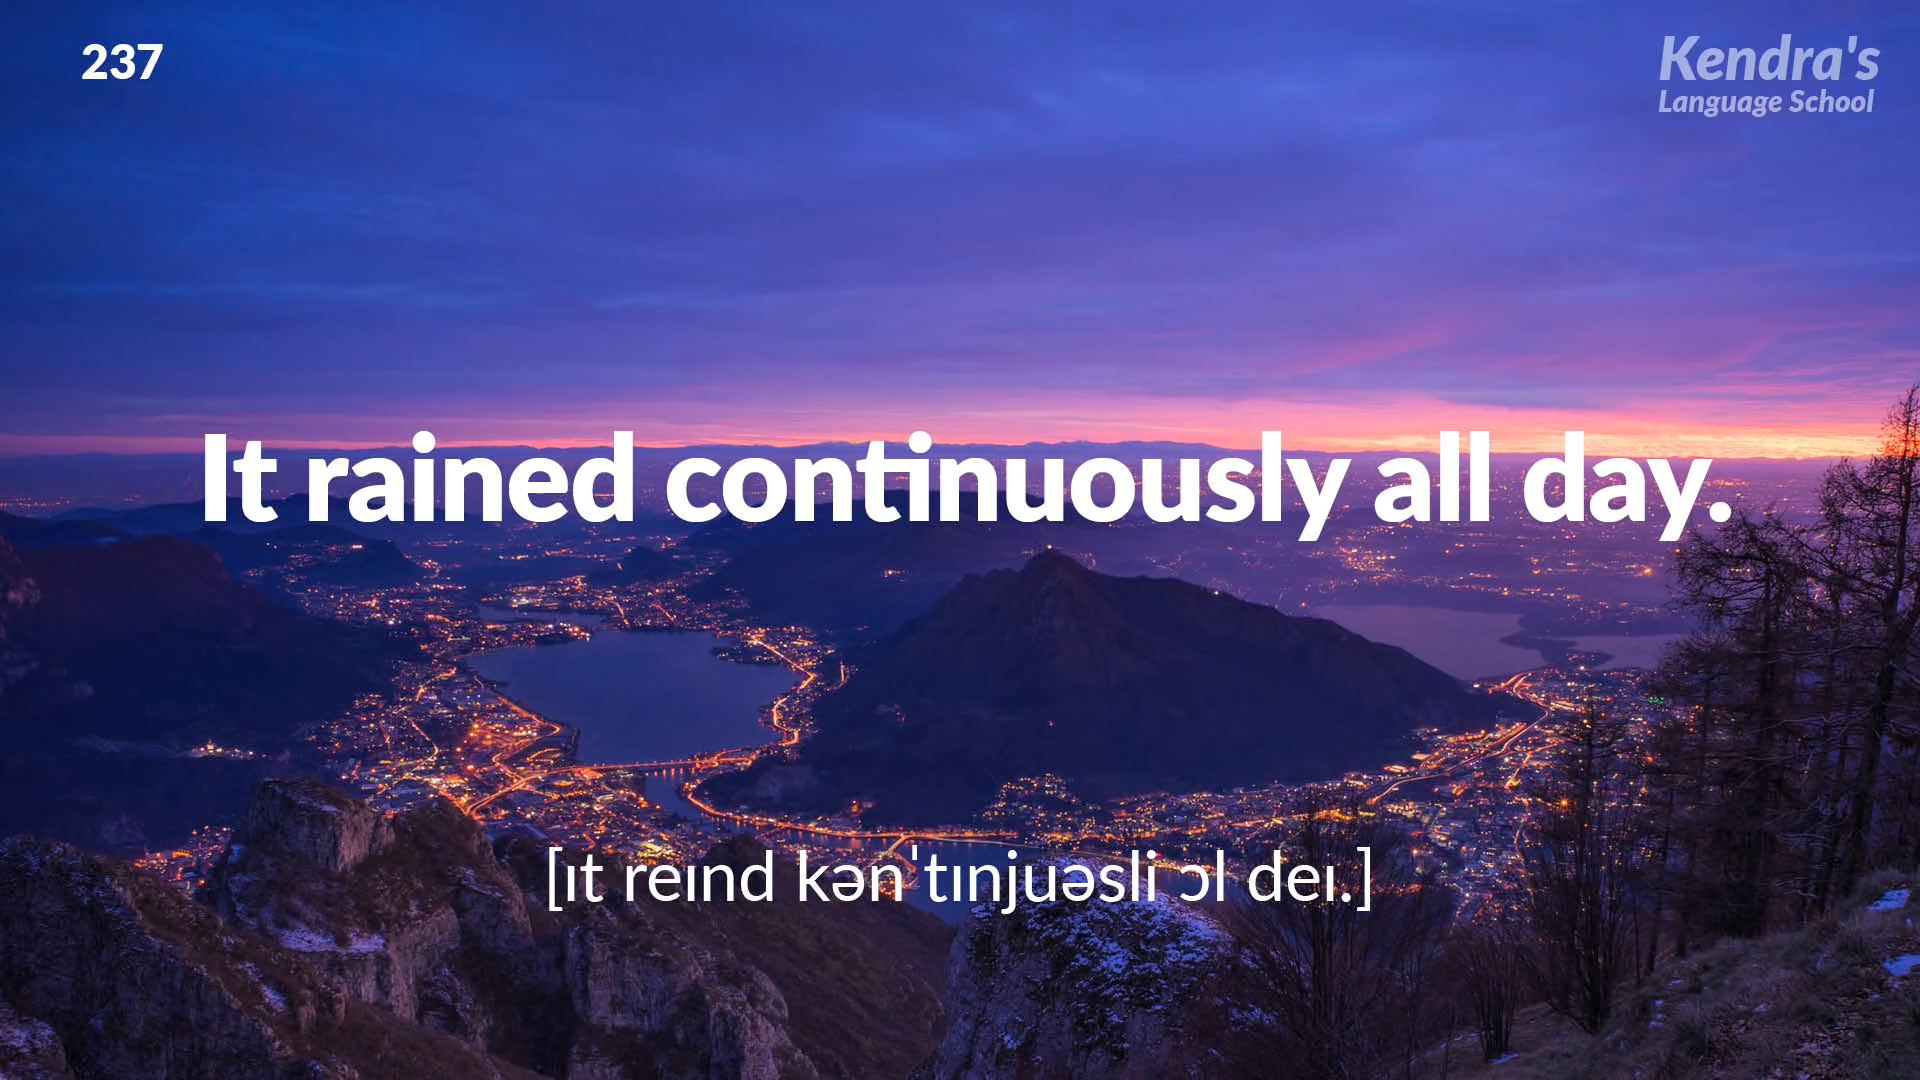 237
Kendra's
Language School
It rained continuously all day.
[ɪt reɪnd kənˈtɪnjuəsli ɔl deɪ.]